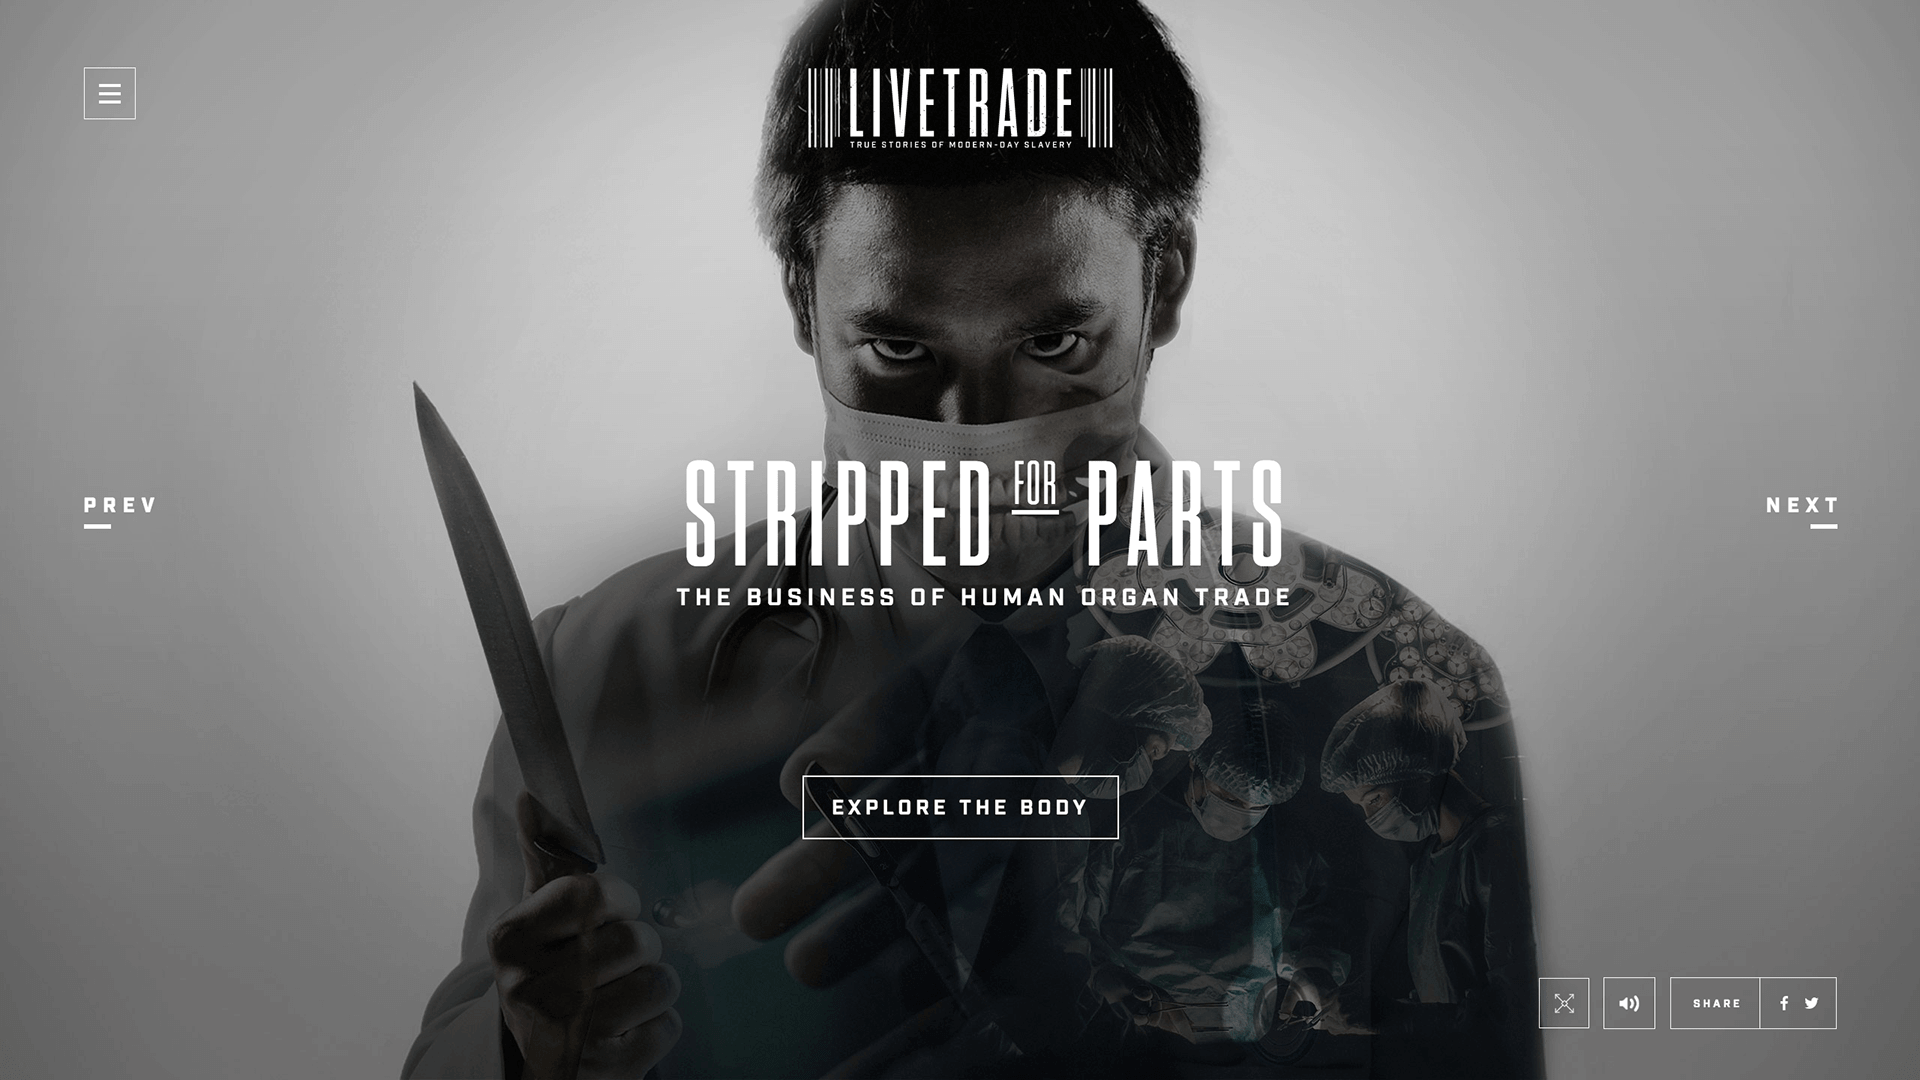 LIVETRADE
TRUE STORIES OF MODERN-DAY SLAVERY
PREV
NEXT
STRIPPED FOR PARTS
THE BUSINESS OF HUMAN ORGAN TRADE
EXPLORE THE BODY
SHARE